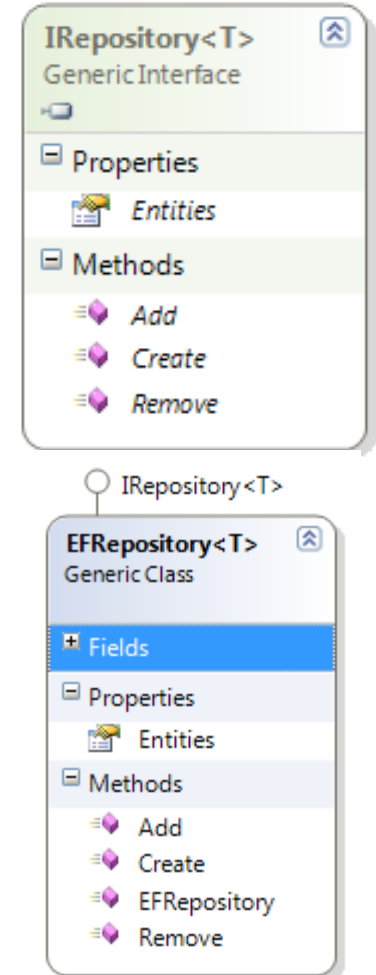 IRepository<T>
Generic Interface
Properties
Entities
Methods
Add
Create
Remove
IRepository<T>
EFRepository<T>
Generic Class
Fields
Properties
Entities
Methods
Add
Create
EFRepository
Remove